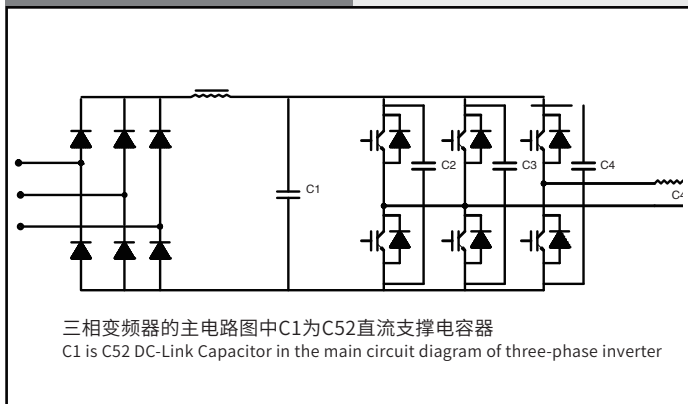 C1
C2
C3
C4
C4
三相变频器的主电路图中C1为C52直流支撑电容器
C1 is C52 DC-Link Capacitor in the main circuit diagram of three-phase inverter